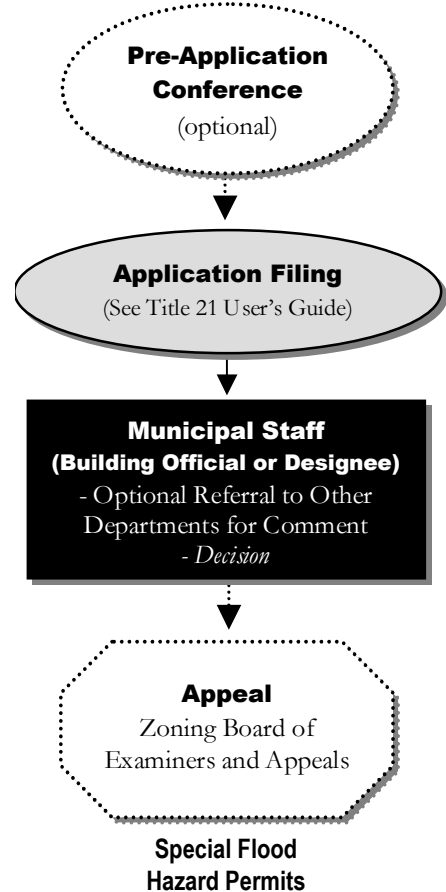 Pre-Application
Conference
(optional)
Application Filing
(See Title 21 User's Guide)
Municipal Staff
(Building Official or Designee)
- Optional Referral to Other
Departments for Comment
- Decision
Appeal
Zoning Board of
Examiners and Appeals
Special Flood
Hazard Permits